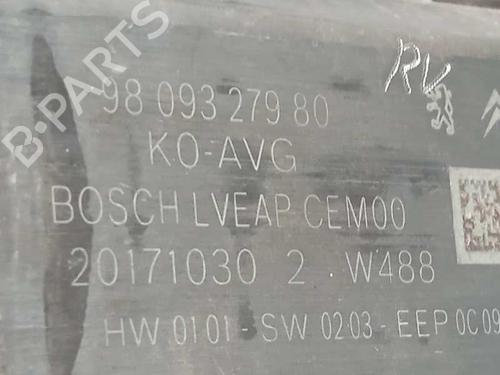 B-PARTS
RV
98 093 279 80
KO-AVG
BOSCH LVEAP CEM00
20171030 2 W488
HW 0101-SW 0203-EEP 0C09